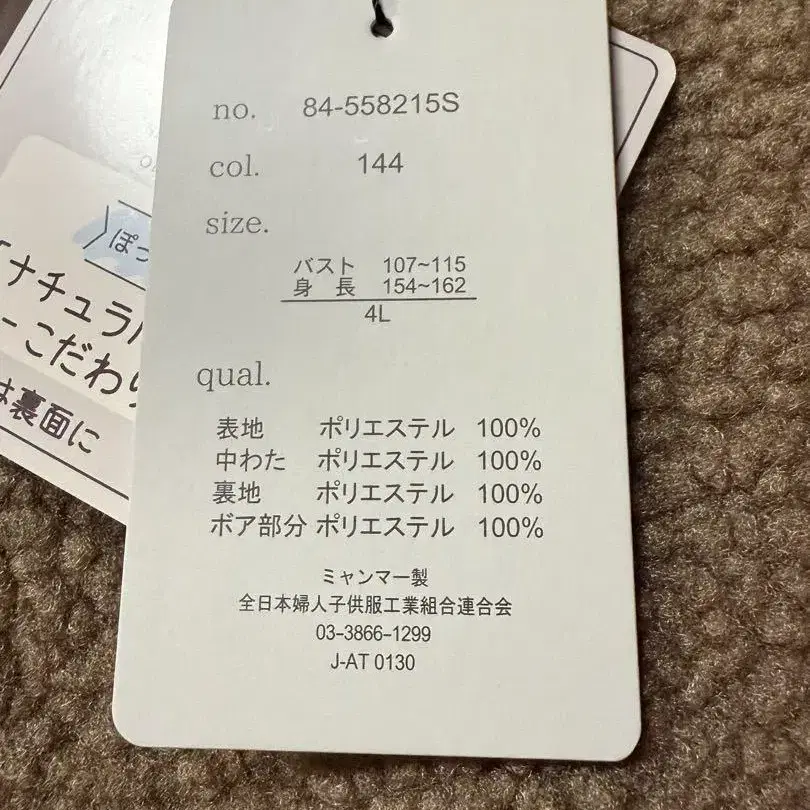 no. 84-558215S
col. 144
size.
バスト 107~115
身 長 154~162
4L
qual.
表地 ポリエステル 100%
中わた ポリエステル 100%
裏地 ポリエステル 100%
ボア部分 ポリエステル 100%
ミャンマー製
全日本婦人子供服工業組合連合会
03-3866-1299
J-AT 0130
ぽっ
「ナチュラル
ーこだわり
は裏面に